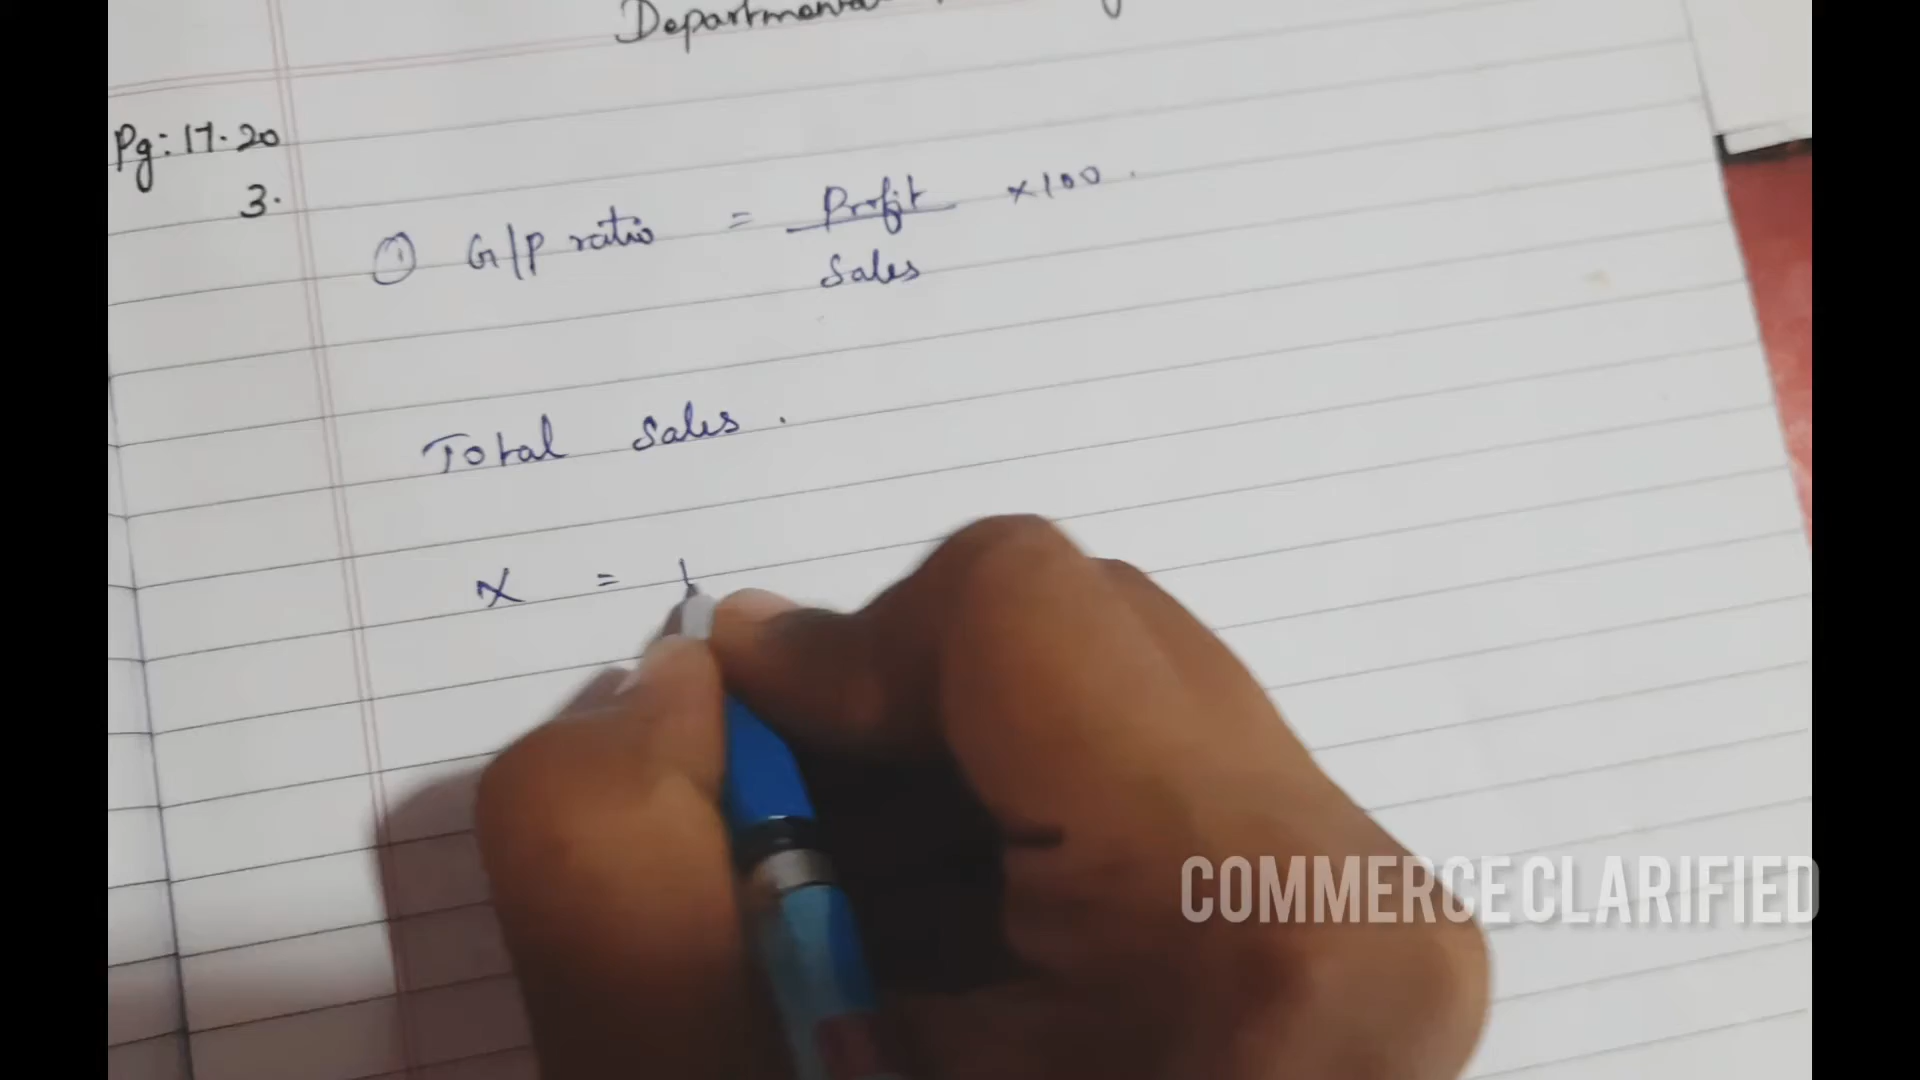 Departmental
Pg: 17.20
3.
① G/P ratio = Profit / Sales ×100.
Total Sales.
X =
COMMERCE CLARIFIED